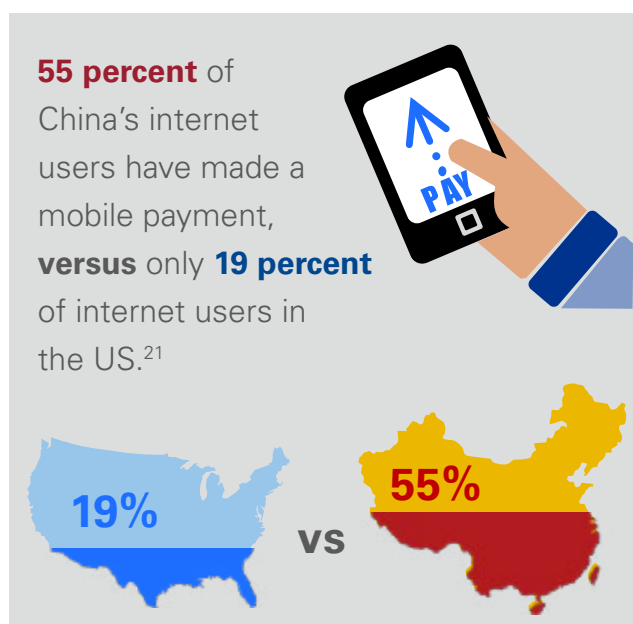 55 percent of
China’s internet
users have made a
mobile payment,
versus only 19 percent
of internet users in
the US.21
PAY
19%
vs
55%